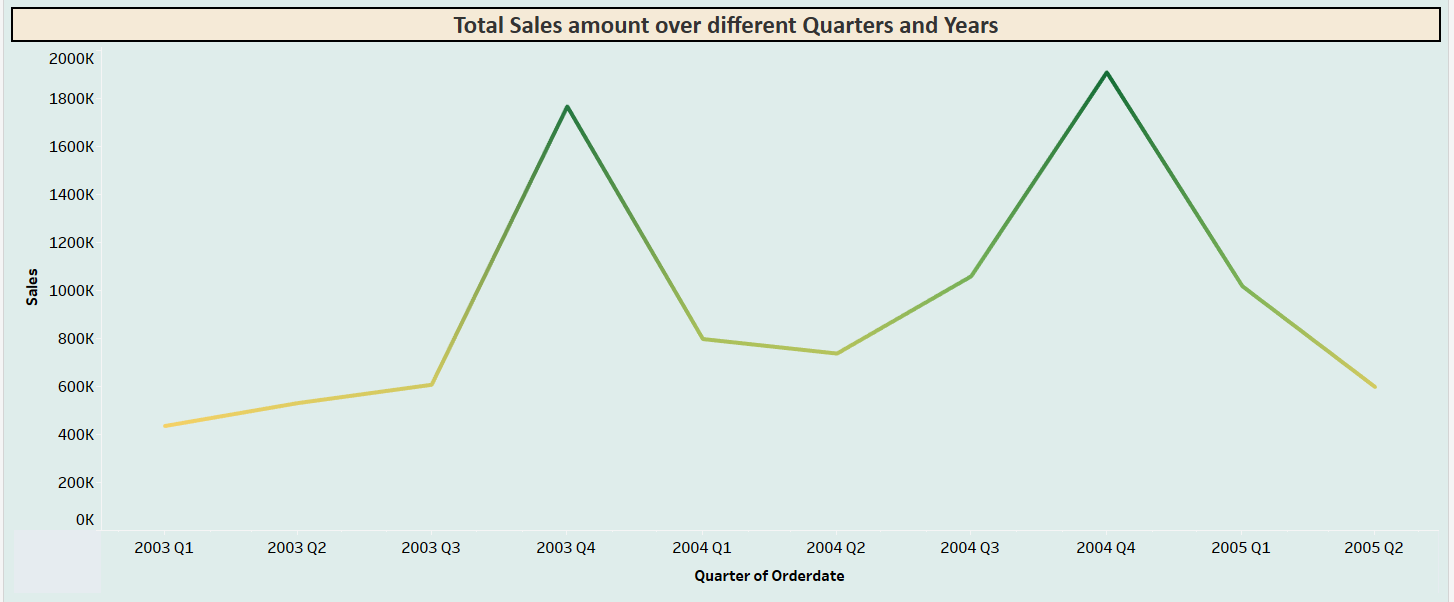 Total Sales amount over different Quarters and Years
2000K
1800K
1600K
1400K
1200K
1000K
800K
600K
400K
200K
0K
Sales
2003 Q1 2003 Q2 2003 Q3 2003 Q4 2004 Q1 2004 Q2 2004 Q3 2004 Q4 2005 Q1 2005 Q2
Quarter of Orderdate